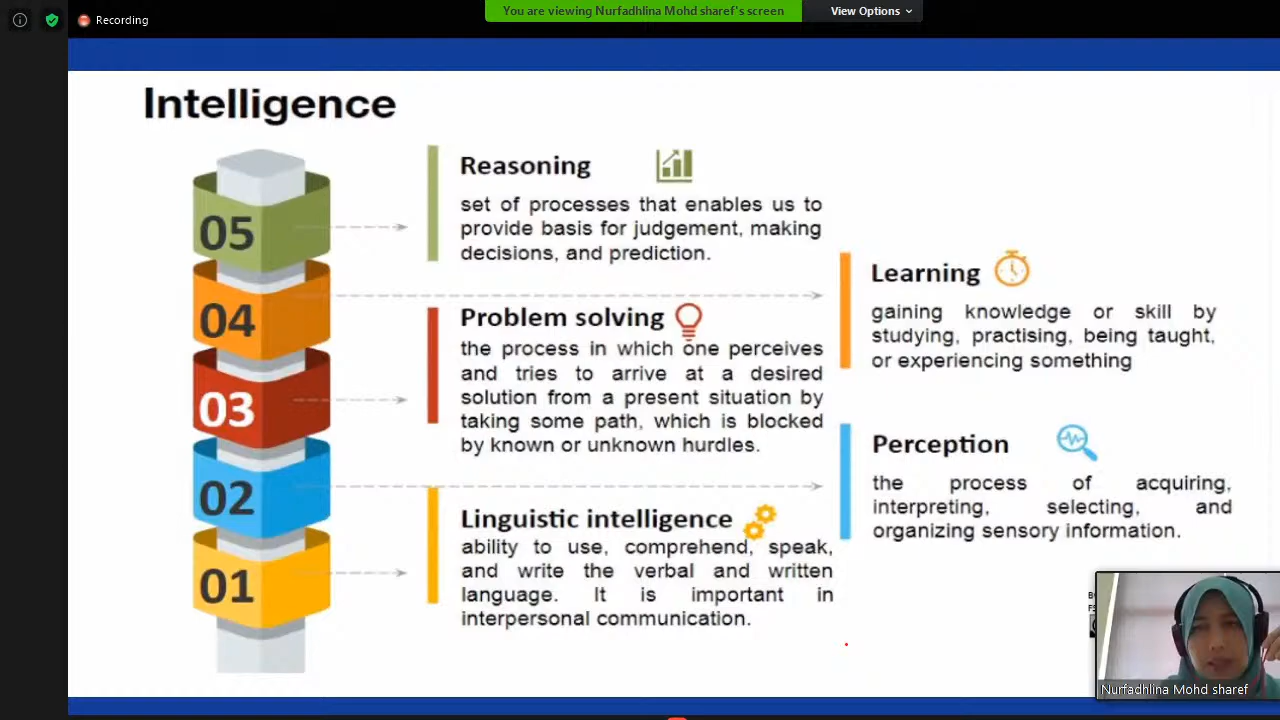 Recording
You are viewing Nurfadhlina Mohd sharef's screen
View Options
Intelligence
05
04
03
02
01
Reasoning
set of processes that enables us to
provide basis for judgement, making
decisions, and prediction.
Problem solving
the process in which one perceives
and tries to arrive at a desired
solution from a present situation by
taking some path, which is blocked
by known or unknown hurdles.
Linguistic intelligence
ability to use, comprehend, speak,
and write the verbal and written
language. It is important in
interpersonal communication.
Learning
gaining knowledge or skill by
studying, practising, being taught,
or experiencing something
Perception
the process of acquiring,
interpreting, selecting, and
organizing sensory information.
Nurfadhlina Mohd sharef